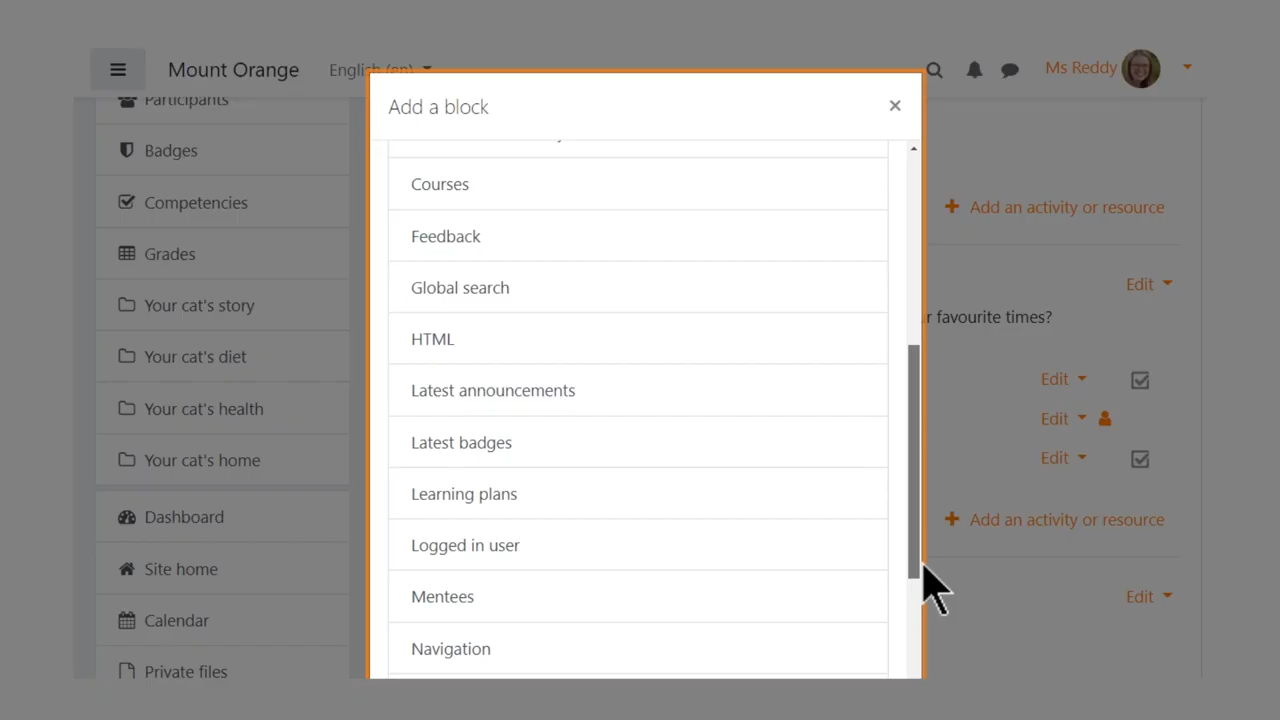 Mount Orange
English (en)
Ms Reddy
Participants
Badges
Competencies
Grades
Your cat's story
Your cat's diet
Your cat's health
Your cat's home
Dashboard
Site home
Calendar
Private files
Add a block
×
Courses
Feedback
Global search
HTML
Latest announcements
Latest badges
Learning plans
Logged in user
Mentees
Navigation
Add an activity or resource
Edit
favourite times?
Edit
Edit
Edit
Add an activity or resource
Edit